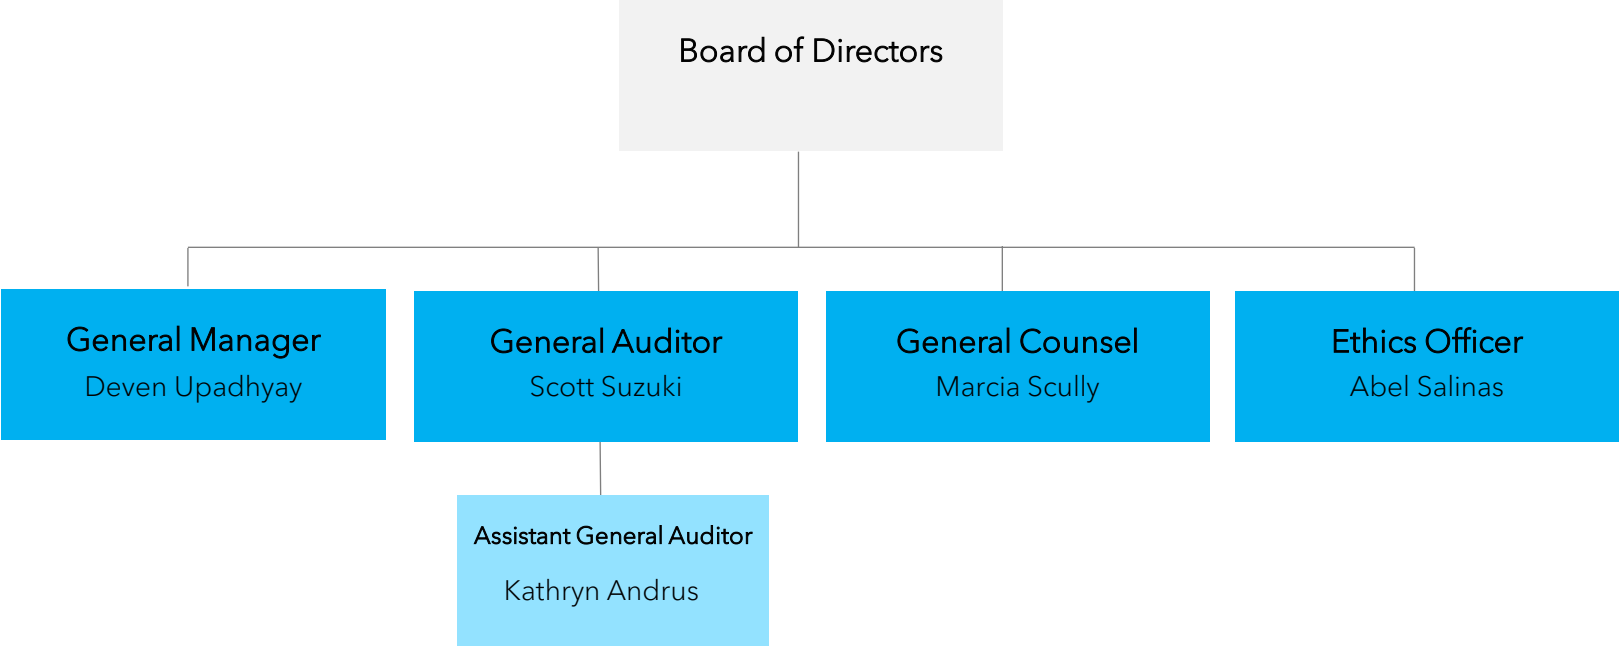 Board of Directors
General Manager
Deven Upadhyay
General Auditor
Scott Suzuki
General Counsel
Marcia Scully
Ethics Officer
Abel Salinas
Assistant General Auditor
Kathryn Andrus